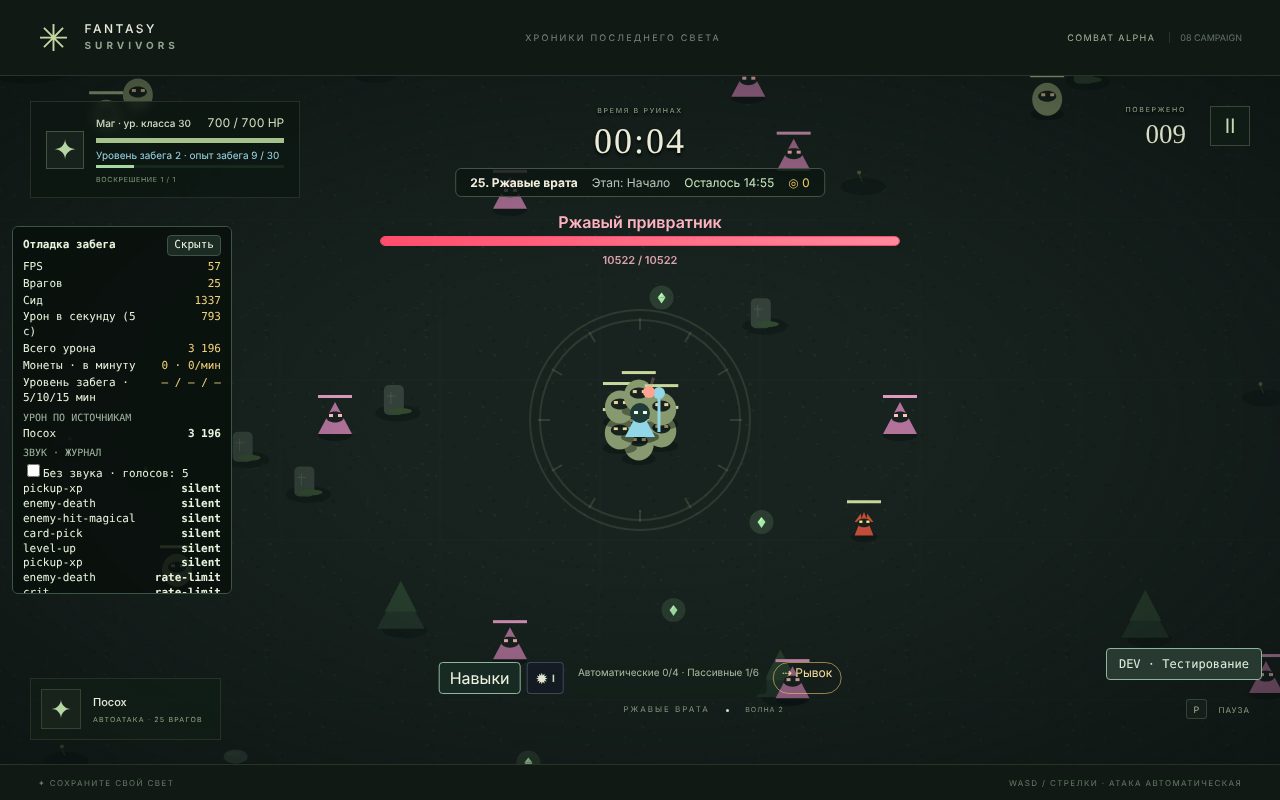 FANTASY
SURVIVORS
ХРОНИКИ ПОСЛЕДНЕГО СВЕТА
COMBAT ALPHA
08 CAMPAIGN
Маг · ур. класса 30
700 / 700 HP
Уровень забега 2 · опыт забега 9 / 30
ВОСКРЕШЕНИЕ 1 / 1
ВРЕМЯ В РУИНАХ
00:04
25. Ржавые врата Этап: Начало Осталось 14:55 ◎ 0
ПОВЕРЖЕНО
009
II
Ржавый привратник
10522 / 10522
Отладка забега
Скрыть
FPS 57
Врагов 25
Сид 1337
Урон в секунду (5 793
с)
Всего урона 3 196
Монеты · в минуту 0 · 0/мин
Уровень забега · — / — / —
5/10/15 мин
УРОН ПО ИСТОЧНИКАМ
Посох 3 196
ЗВУК · ЖУРНАЛ
Без звука · голосов: 5
pickup-xp silent
enemy-death silent
enemy-hit-magical silent
card-pick silent
level-up silent
pickup-xp silent
enemy-death rate-limit
crit rate-limit
Посох
АВТОАТАКА · 25 ВРАГОВ
Навыки
I
Автоматические 0/4 · Пассивные 1/6
Рывок
РЖАВЫЕ ВРАТА • ВОЛНА 2
DEV · Тестирование
P ПАУЗА
✦ СОХРАНИТЕ СВОЙ СВЕТ
WASD / СТРЕЛКИ · АТАКА АВТОМАТИЧЕСКАЯ